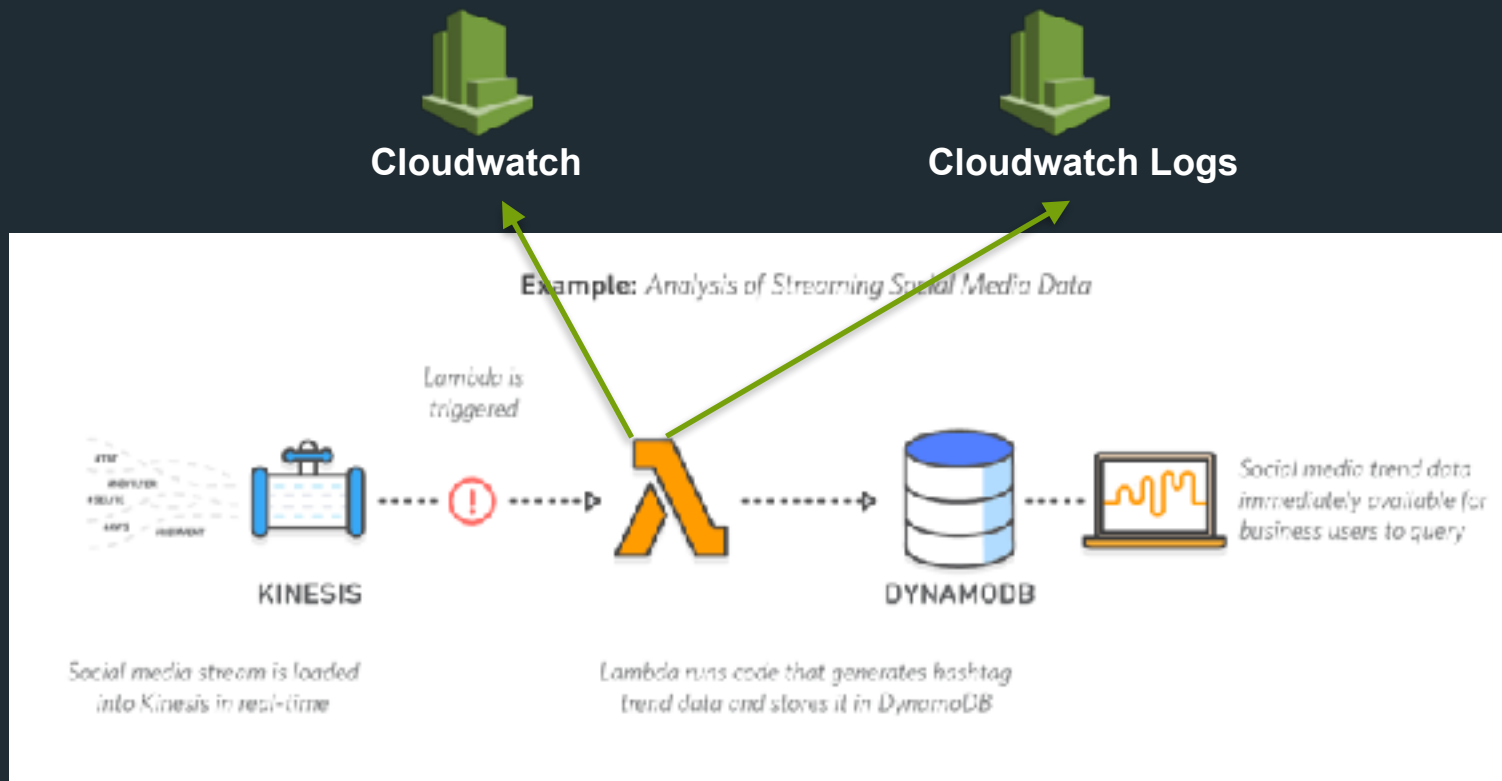 Cloudwatch
Cloudwatch Logs
Example: Analysis of Streaming Social Media Data
Lambda is
triggered
Social media trend data
immediately available for
business users to query
KINESIS
DYNAMODB
Social media stream is loaded
into Kinesis in real-time
Lambda runs code that generates hashtag
trend data and stores it in DynamoDB